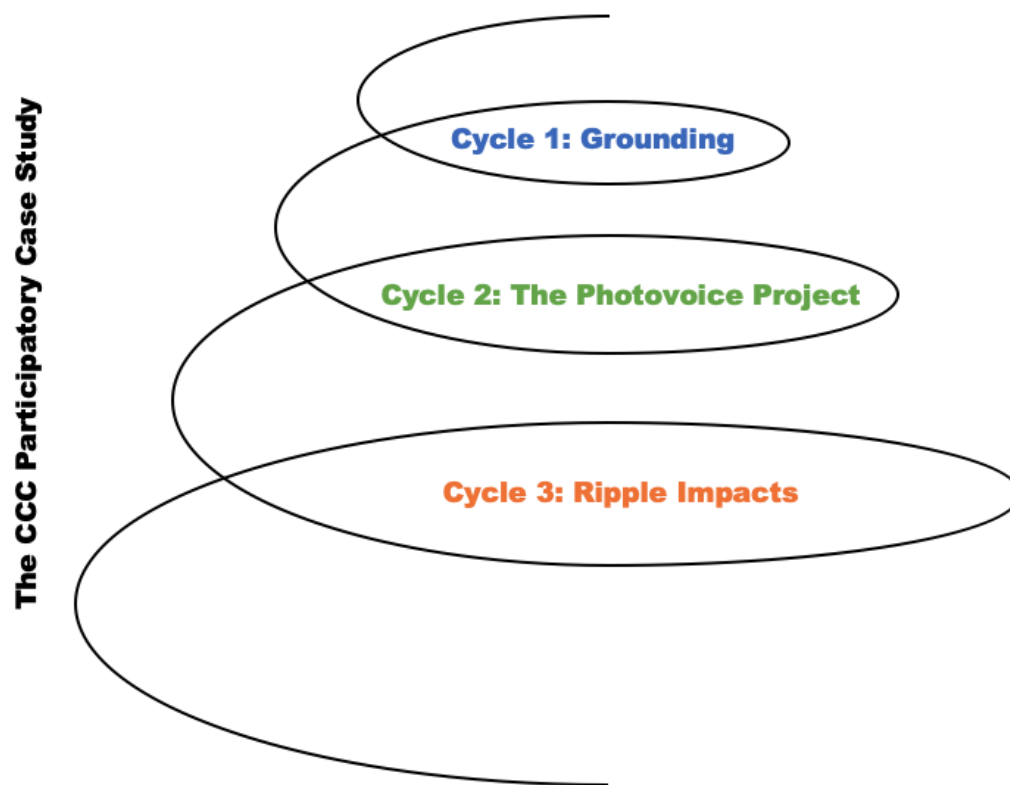 The CCC Participatory Case Study
Cycle 1: Grounding
Cycle 2: The Photovoice Project
Cycle 3: Ripple Impacts